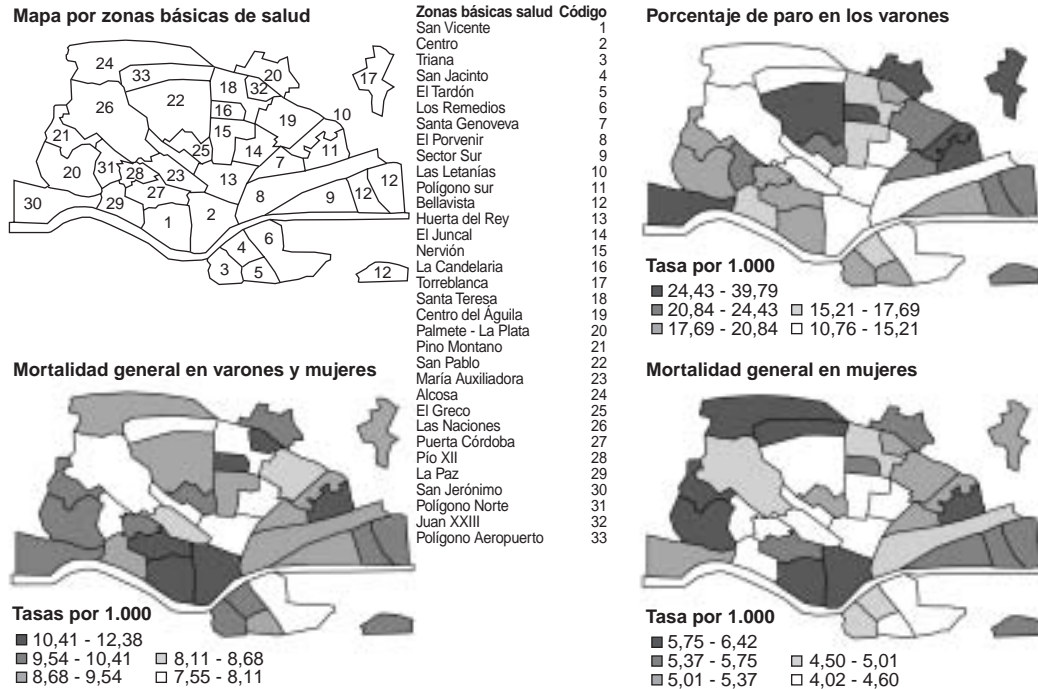 Mapa por zonas básicas de salud
24
33
18
20
32
17
22
26
16
19
10
15
21
25
14
11
7
20
31
28
23
13
12
27
8
9
12
30
29
1
2
6
4
3
5
12
Zonas básicas salud Código
San Vicente 1
Centro 2
Triana 3
San Jacinto 4
El Tardón 5
Los Remedios 6
Santa Genoveva 7
El Porvenir 8
Sector Sur 9
Las Letanías 10
Polígono sur 11
Bellavista 12
Huerta del Rey 13
El Juncal 14
Nervión 15
La Candelaria 16
Torreblanca 17
Santa Teresa 18
Centro del Águila 19
Palmete - La Plata 20
Pino Montano 21
San Pablo 22
María Auxiliadora 23
Alcosa 24
El Greco 25
Las Naciones 26
Puerta Córdoba 27
Pío XII 28
La Paz 29
San Jerónimo 30
Polígono Norte 31
Juan XXIII 32
Polígono Aeropuerto 33
Porcentaje de paro en los varones
Tasa por 1.000
24,43 - 39,79
20,84 - 24,43 15,21 - 17,69
17,69 - 20,84 10,76 - 15,21
Mortalidad general en varones y mujeres
Tasas por 1.000
10,41 - 12,38
9,54 - 10,41 8,11 - 8,68
8,68 - 9,54 7,55 - 8,11
Mortalidad general en mujeres
Tasa por 1.000
5,75 - 6,42
5,37 - 5,75 4,50 - 5,01
5,01 - 5,37 4,02 - 4,60